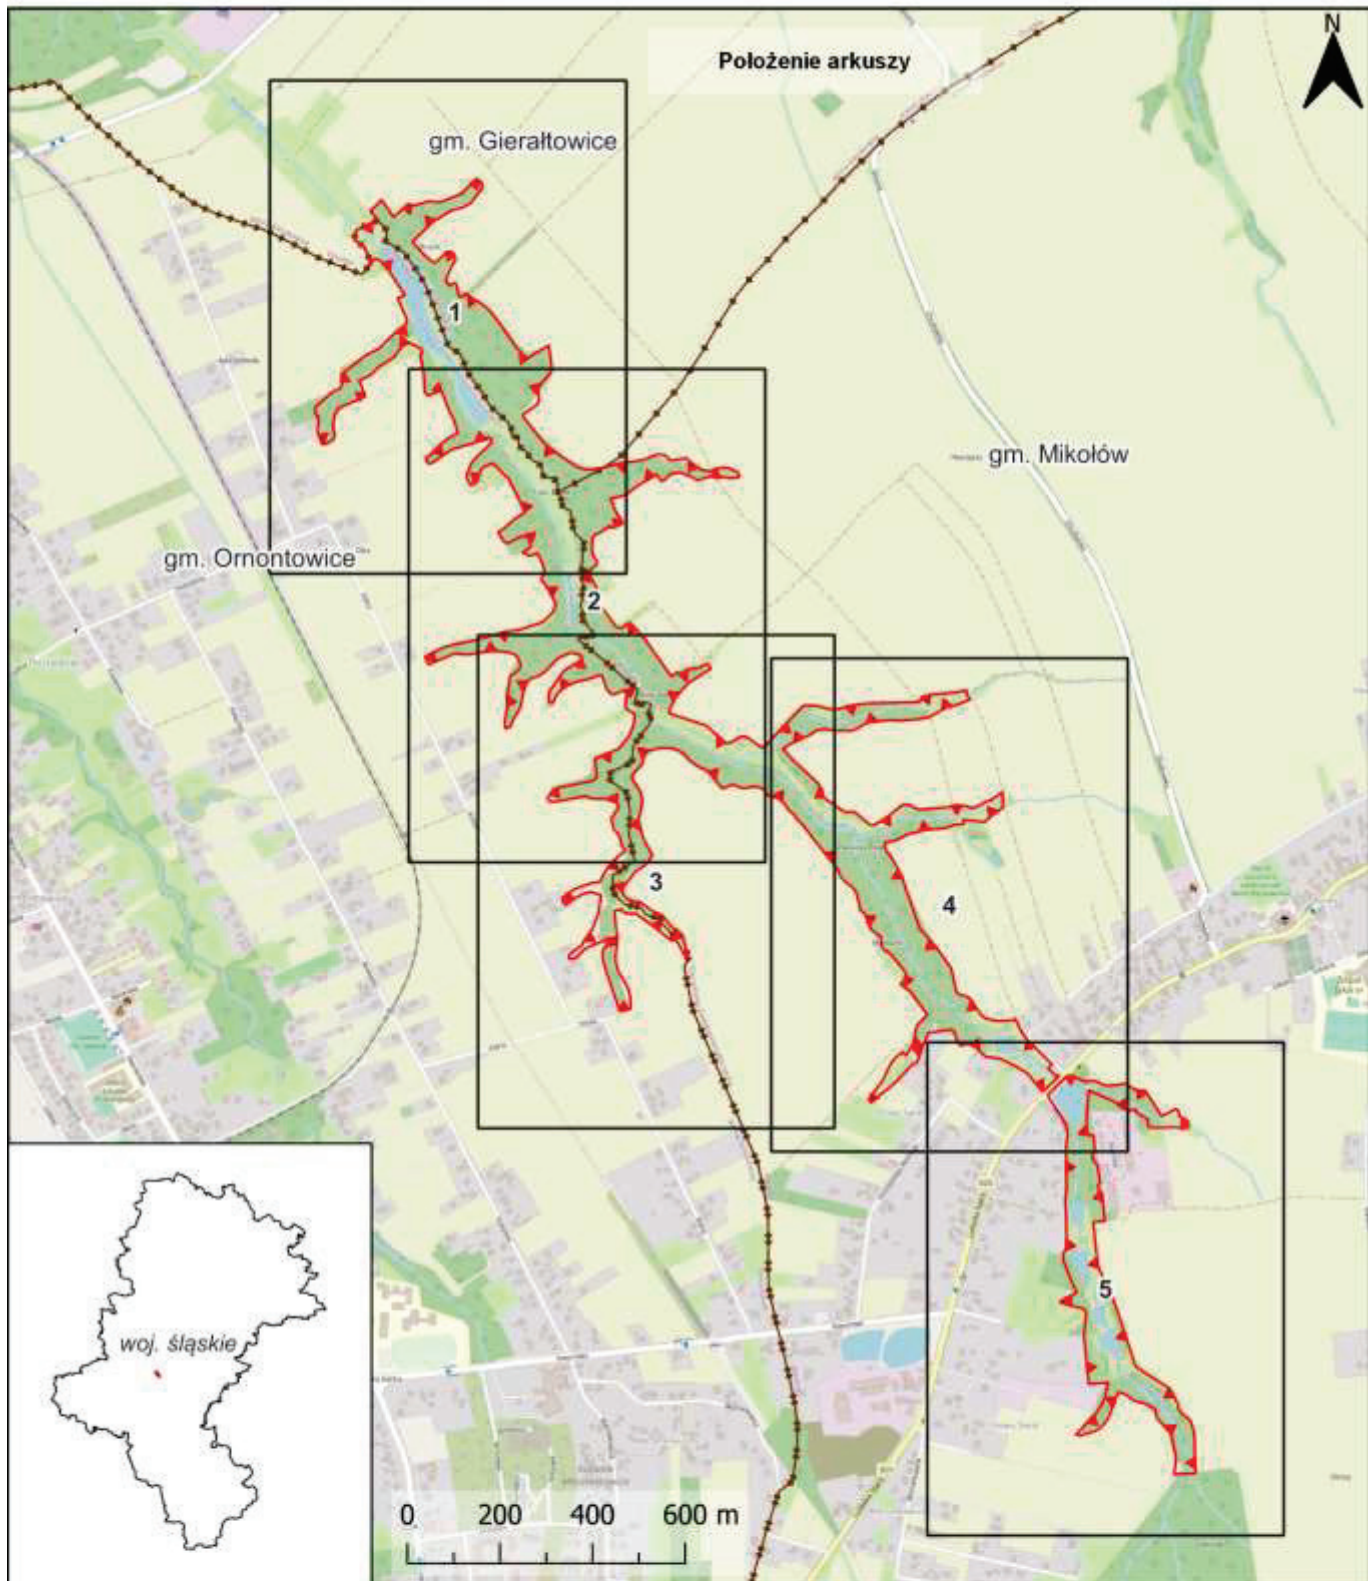 Położenie arkuszy
N
gm. Gierałtowice
1
gm. Mikołów
gm. Ornontowice
2
3
4
5
woj. śląskie
0 200 400 600 m